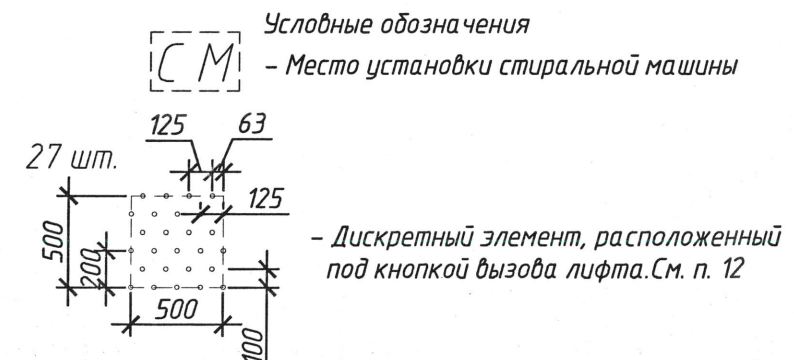 Условные обозначения
СМ
– Место установки стиральной машины
125
63
27 шт.
125
500
200
– Дискретный элемент, расположенный
под кнопкой вызова лифта.См. п. 12
500
100